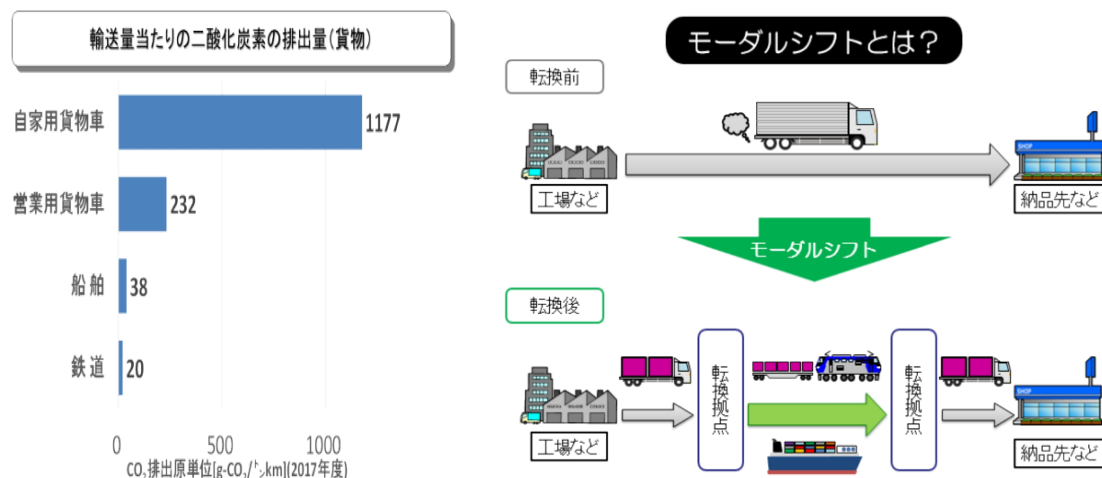 輸送量当たりの二酸化炭素の排出量(貨物)
自家用貨物車
1177
営業用貨物車
232
船舶
38
鉄道
20
0
500
1000
CO₂排出原単位[g-CO₂/㌧km](2017年度)
モーダルシフトとは？
転換前
SHOP
工場など
納品先など
モーダルシフト
転換後
転換拠点
転換拠点
SHOP
工場など
納品先など